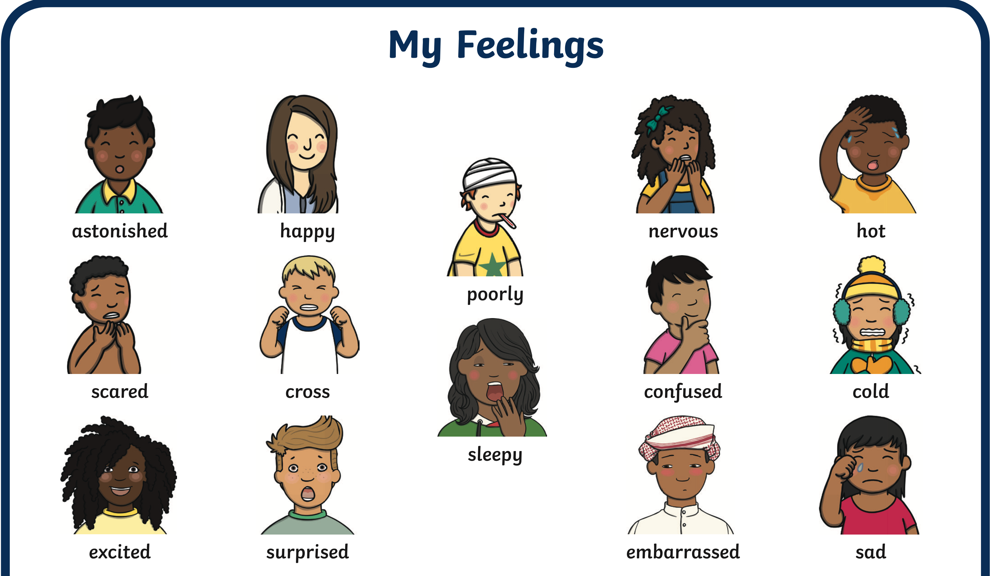 My Feelings
astonished
happy
poorly
nervous
hot
scared
cross
sleepy
confused
cold
excited
surprised
embarrassed
sad